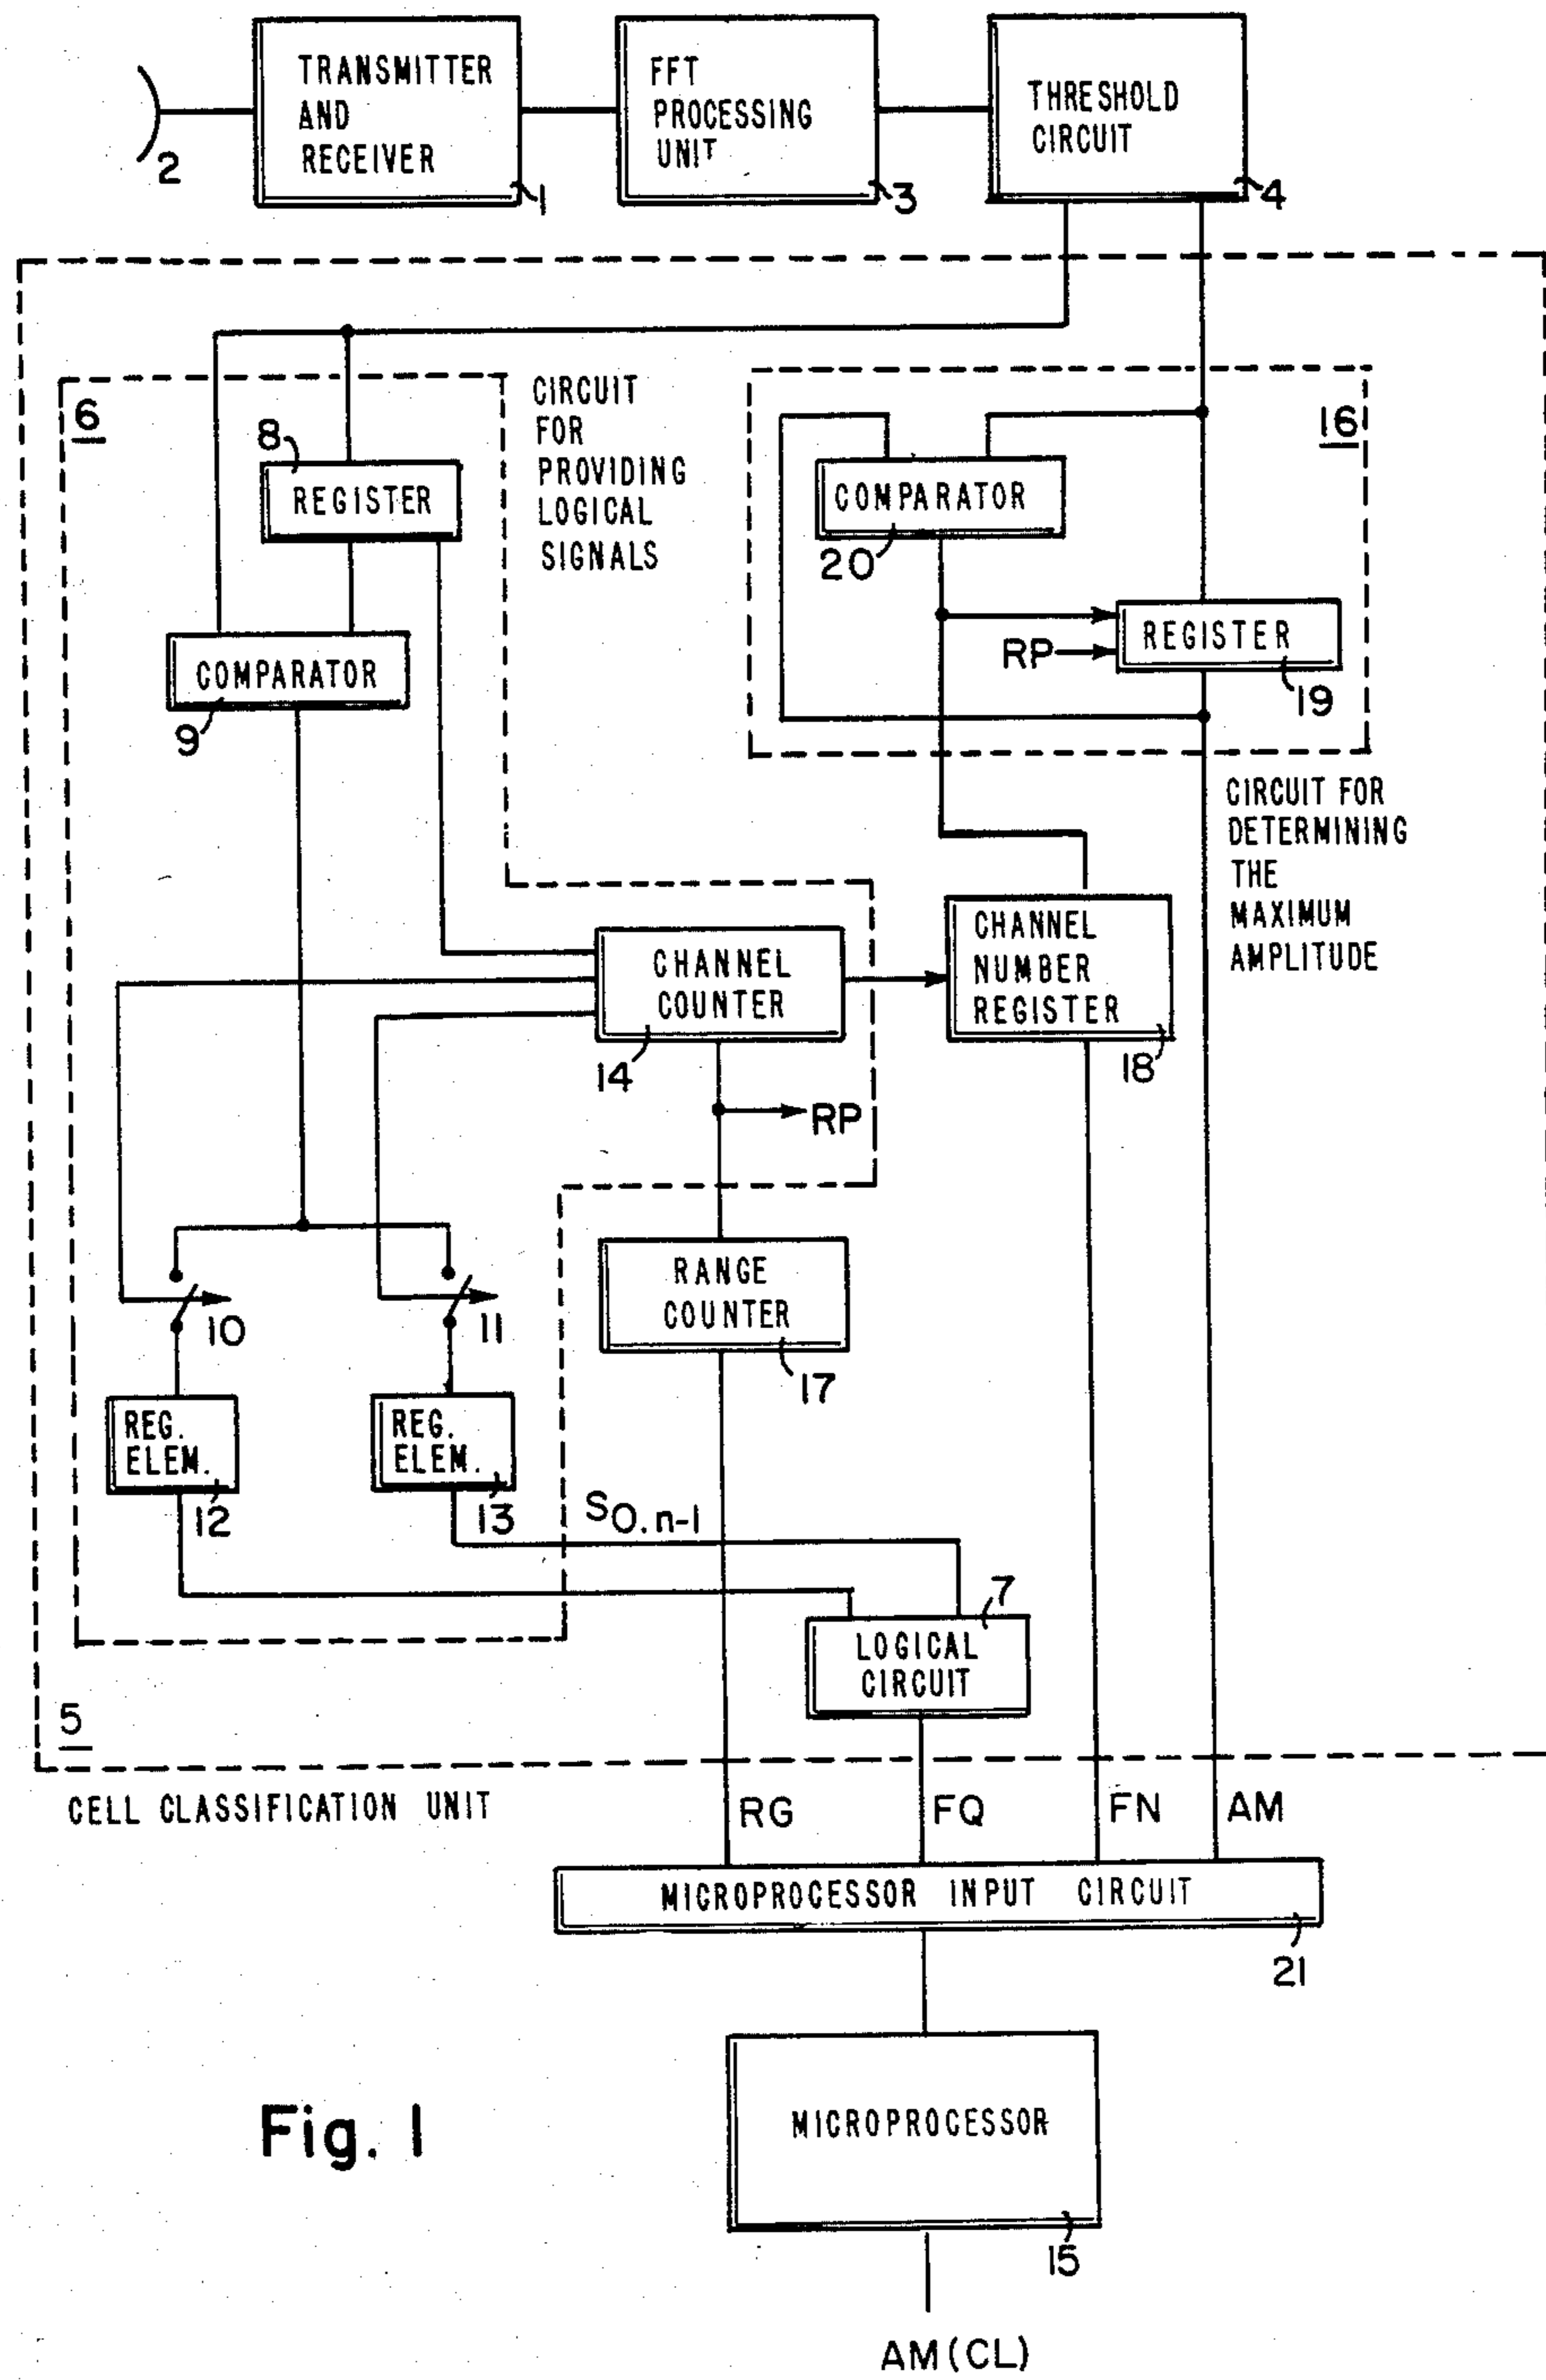 TRANSMITTER
AND
RECEIVER
1
2
FFT
PROCESSING
UNIT
3
THRESHOLD
CIRCUIT
4
6
8
REGISTER
CIRCUIT
FOR
PROVIDING
LOGICAL
SIGNALS
16
COMPARATOR
20
RP
REGISTER
19
COMPARATOR
9
CIRCUIT FOR
DETERMINING
THE
MAXIMUM
AMPLITUDE
CHANNEL
COUNTER
14
CHANNEL
NUMBER
REGISTER
18
RP
RANGE
COUNTER
17
10
11
REG.
ELEM.
12
REG.
ELEM.
13
S0.n-1
7
LOGICAL
CIRCUIT
5
CELL CLASSIFICATION UNIT
RG
FQ
FN
AM
MICROPROCESSOR INPUT CIRCUIT
21
MICROPROCESSOR
15
Fig. 1
AM(CL)